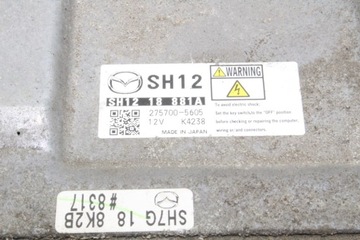 SH12
SH12 18 881A
275700-5605
12V K4238
MADE IN JAPAN
WARNING
To avoid electric shock.
Set the key switch to the "OFF" position
before checking or repairing the computer,
wiring or and connectors.
SH7G 18 8K2B
#8317